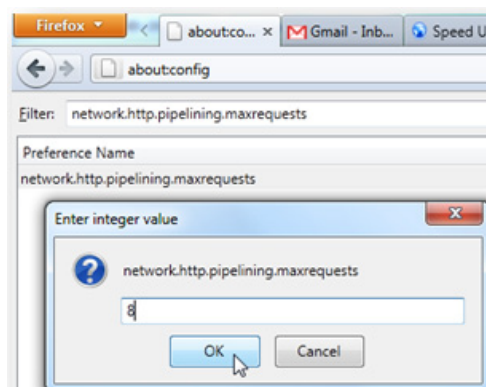 Firefox
about:co... × Gmail - Inb... Speed U
about:config
Filter: network.http.pipelining.maxrequests
Preference Name
network.http.pipelining.maxrequests
Enter integer value
network.http.pipelining.maxrequests
8
OK Cancel